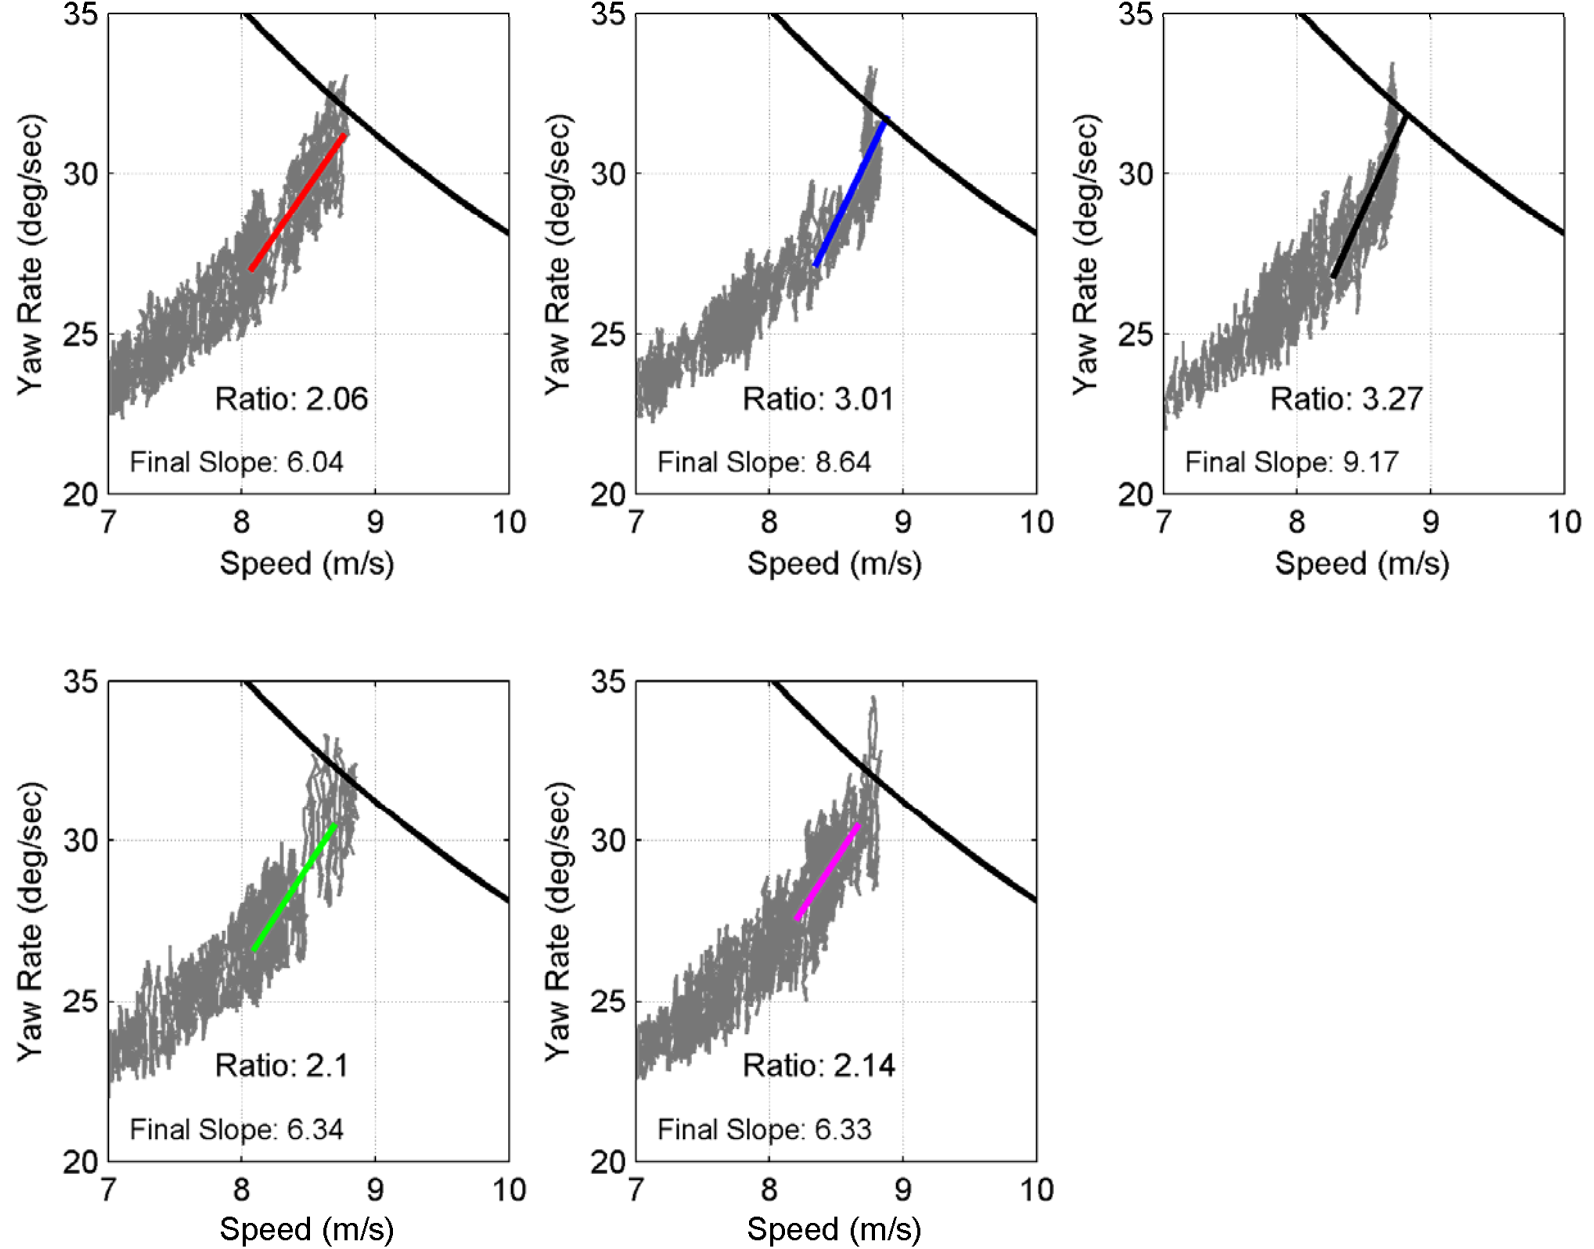 35
30
25
20
Yaw Rate (deg/sec)
Ratio: 2.06
Final Slope: 6.04
7 8 9 10
Speed (m/s)
35
30
25
20
Yaw Rate (deg/sec)
Ratio: 3.01
Final Slope: 8.64
7 8 9 10
Speed (m/s)
35
30
25
20
Yaw Rate (deg/sec)
Ratio: 3.27
Final Slope: 9.17
7 8 9 10
Speed (m/s)
35
30
25
20
Yaw Rate (deg/sec)
Ratio: 2.1
Final Slope: 6.34
7 8 9 10
Speed (m/s)
35
30
25
20
Yaw Rate (deg/sec)
Ratio: 2.14
Final Slope: 6.33
7 8 9 10
Speed (m/s)